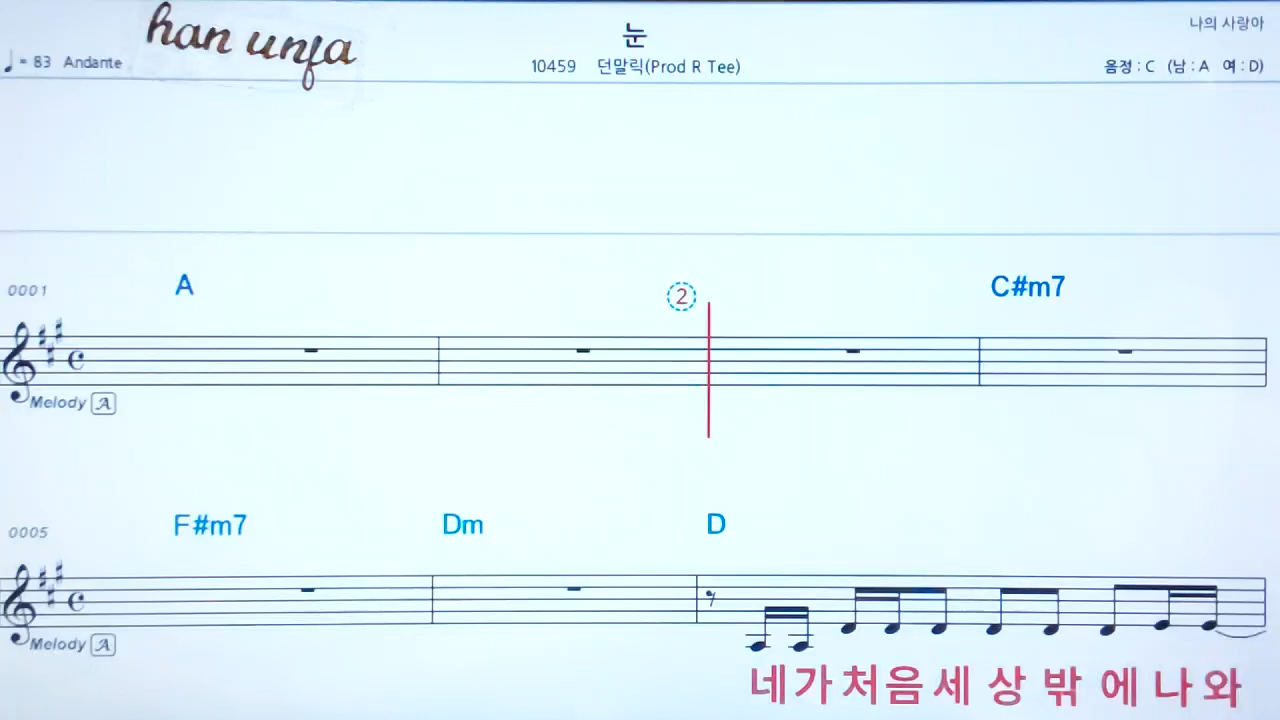 han unfa
눈
나의 사랑아
♩= 83 Andante
10459 던말릭(Prod R Tee)
음정 : C (남 : A 여 : D)
0001 A ② C#m7
Melody A
0005 F#m7 Dm D
Melody A
네가처음세상밖에나와